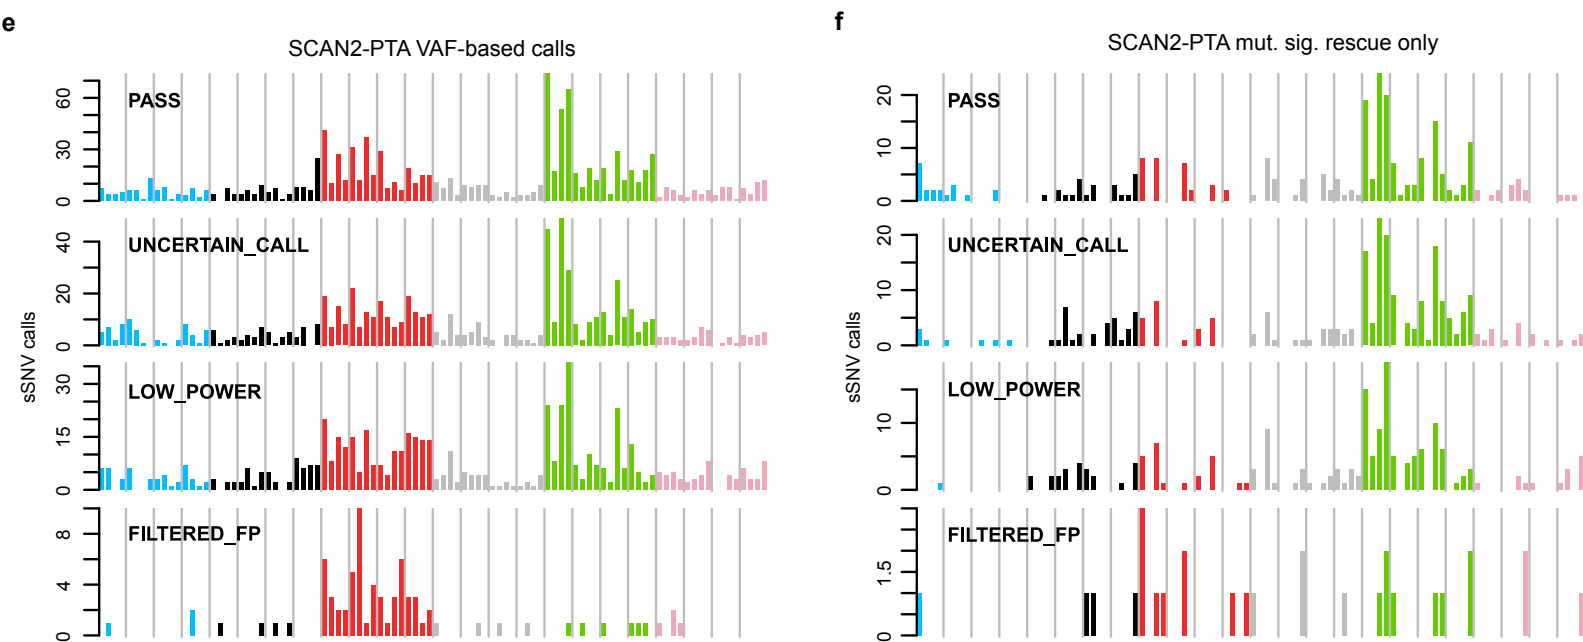 e
SCAN2-PTA VAF-based calls
sSNV calls
PASS
60
30
0
UNCERTAIN_CALL
40
20
0
LOW_POWER
30
15
0
FILTERED_FP
8
4
0
f
SCAN2-PTA mut. sig. rescue only
sSNV calls
PASS
20
10
0
UNCERTAIN_CALL
20
10
0
LOW_POWER
10
0
FILTERED_FP
1.5
0